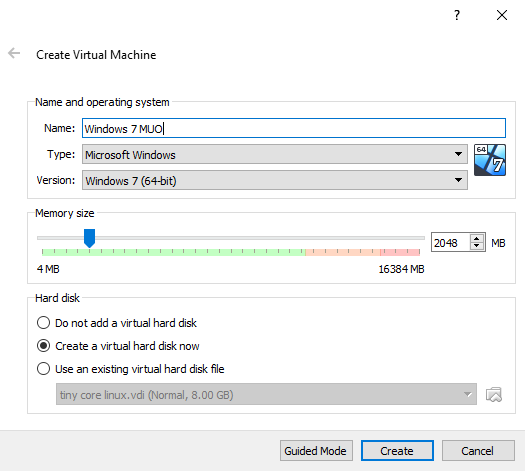 ?
Create Virtual Machine
Name and operating system
Name: Windows 7 MUO
Type: Microsoft Windows
64
7
Version: Windows 7 (64-bit)
Memory size
2048 MB
4 MB 16384 MB
Hard disk
Do not add a virtual hard disk
Create a virtual hard disk now
Use an existing virtual hard disk file
tiny core linux.vdi (Normal, 8.00 GB)
Guided Mode Create Cancel